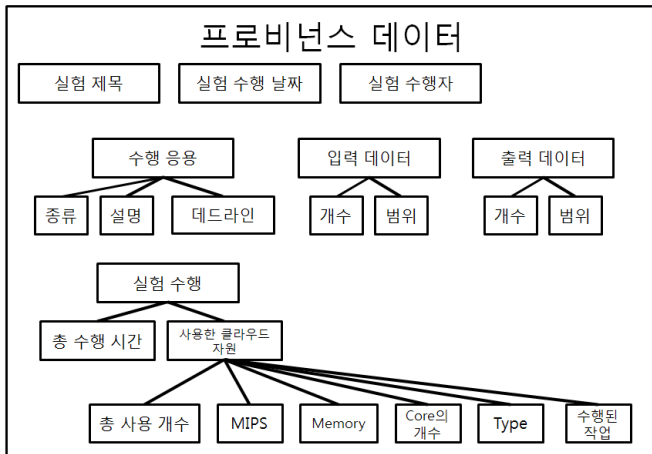 프로비넌스 데이터
실험 제목
실험 수행 날짜
실험 수행자
수행 응용
입력 데이터
출력 데이터
종류
설명
데드라인
개수
범위
개수
범위
실험 수행
총 수행 시간
사용한 클라우드
자원
총 사용 개수
MIPS
Memory
Core의
개수
Type
수행된
작업